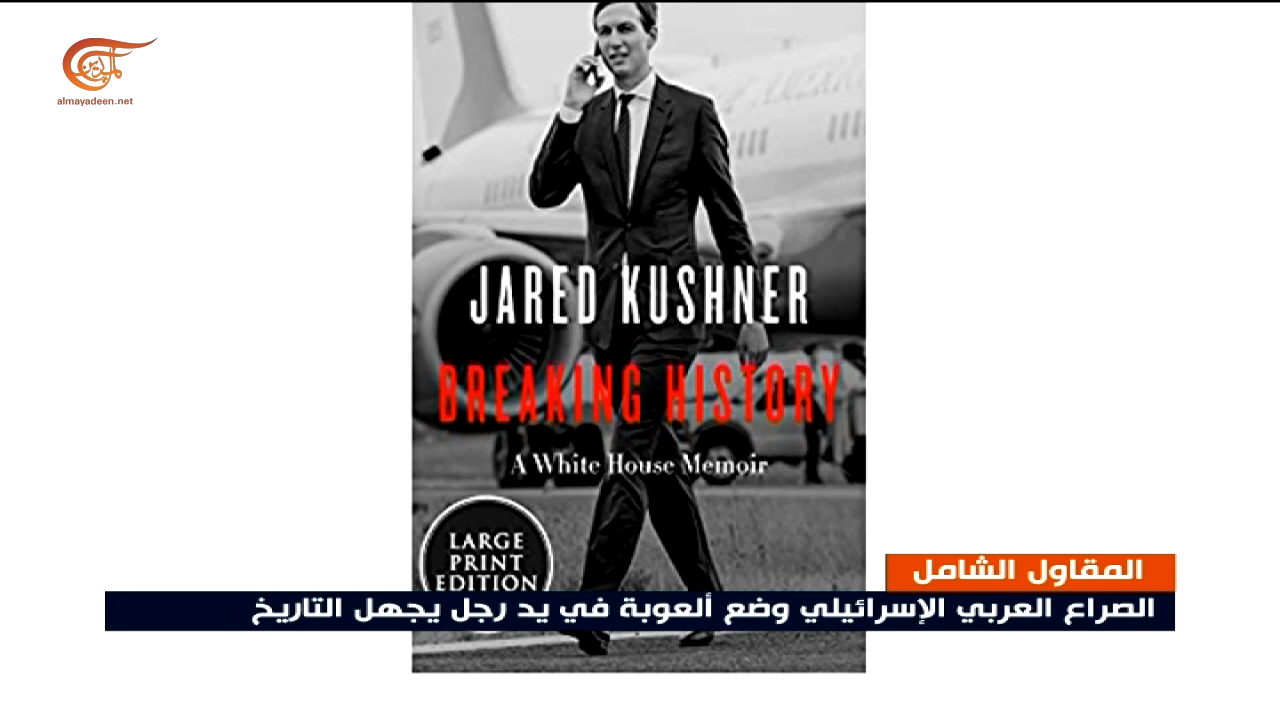 الميادين
almayadeen.net
JARED KUSHNER
BREAKING HISTORY
A White House Memoir
LARGE
PRINT
EDITION
المقاول الشامل
الصراع العربي الإسرائيلي وضع ألعوبة في يد رجل يجهل التاريخ